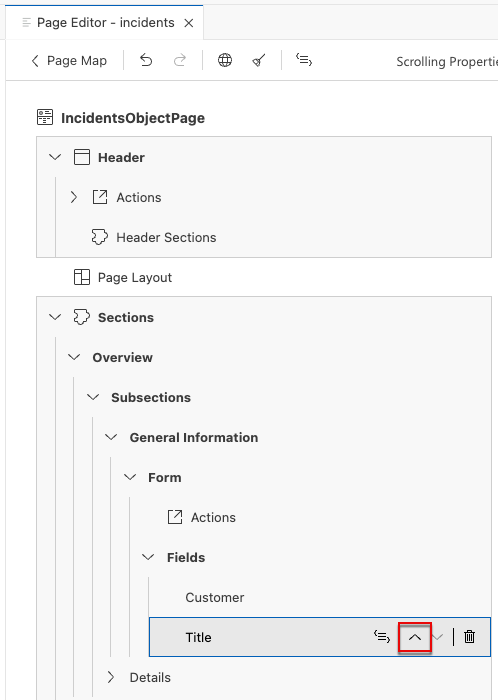 Page Editor - incidents
Page Map
Scrolling Propertie
IncidentsObjectPage
Header
Actions
Header Sections
Page Layout
Sections
Overview
Subsections
General Information
Form
Actions
Fields
Customer
Title
Details